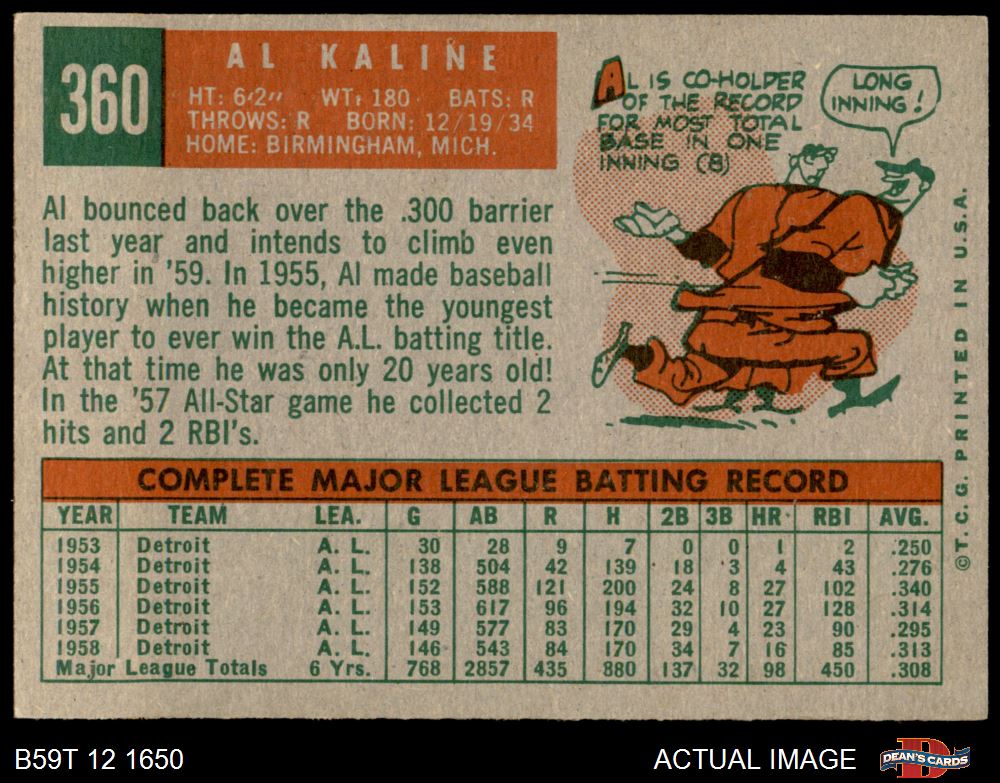 360
AL KALINE
HT: 6'2" WT: 180 BATS: R
THROWS: R BORN: 12/19/34
HOME: BIRMINGHAM, MICH.
AL IS CO-HOLDER
OF THE RECORD
FOR MOST TOTAL
BASE IN ONE
INNING (8)
LONG
INNING!
Al bounced back over the .300 barrier
last year and intends to climb even
higher in '59. In 1955, Al made baseball
history when he became the youngest
player to ever win the A.L. batting title.
At that time he was only 20 years old!
In the '57 All-Star game he collected 2
hits and 2 RBI's.
COMPLETE MAJOR LEAGUE BATTING RECORD
YEAR TEAM LEA. G AB R H 2B 3B HR RBI AVG.
1953 Detroit A. L. 30 28 9 7 0 0 1 2 .250
1954 Detroit A. L. 138 504 42 139 18 3 4 43 .276
1955 Detroit A. L. 152 588 121 200 24 8 27 102 .340
1956 Detroit A. L. 153 617 96 194 32 10 27 128 .314
1957 Detroit A. L. 149 577 83 170 29 4 23 90 .295
1958 Detroit A. L. 146 543 84 170 34 7 16 85 .313
Major League Totals 6 Yrs. 768 2857 435 880 137 32 98 450 .308
©T. C. G. PRINTED IN U.S.A.
B59T 12 1650
ACTUAL IMAGE
DEAN'S CARDS